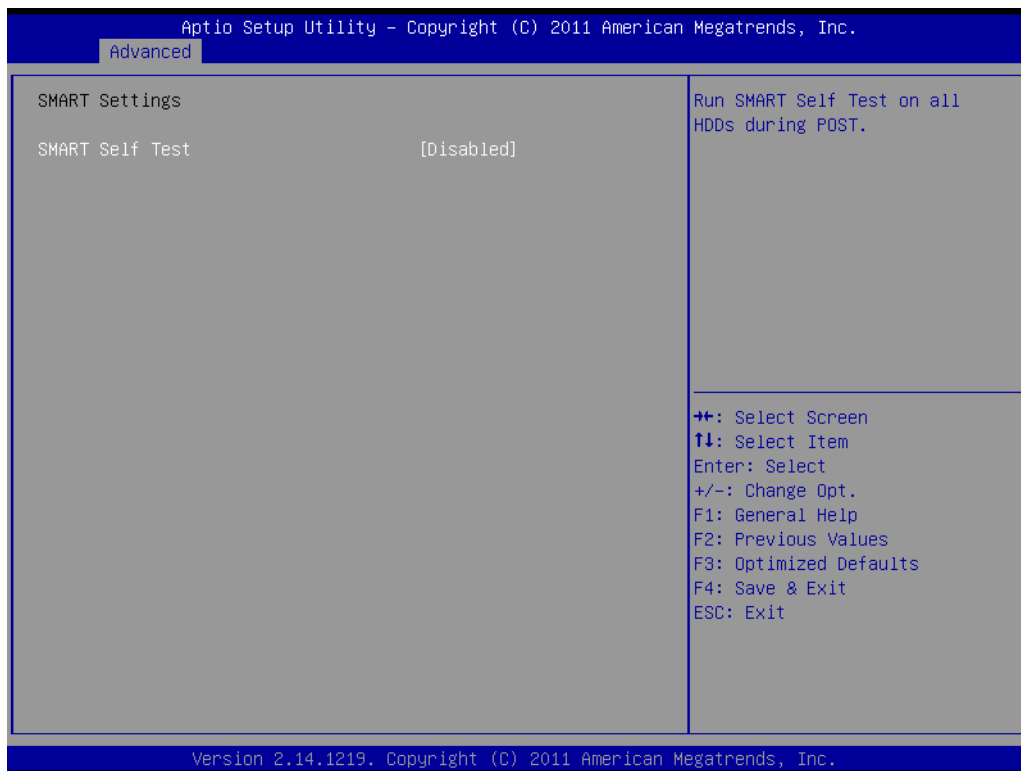 Aptio Setup Utility – Copyright (C) 2011 American Megatrends, Inc.
Advanced
SMART Settings
SMART Self Test [Disabled]
Run SMART Self Test on all
HDDs during POST.
→←: Select Screen
↑↓: Select Item
Enter: Select
+/-: Change Opt.
F1: General Help
F2: Previous Values
F3: Optimized Defaults
F4: Save & Exit
ESC: Exit
Version 2.14.1219. Copyright (C) 2011 American Megatrends, Inc.